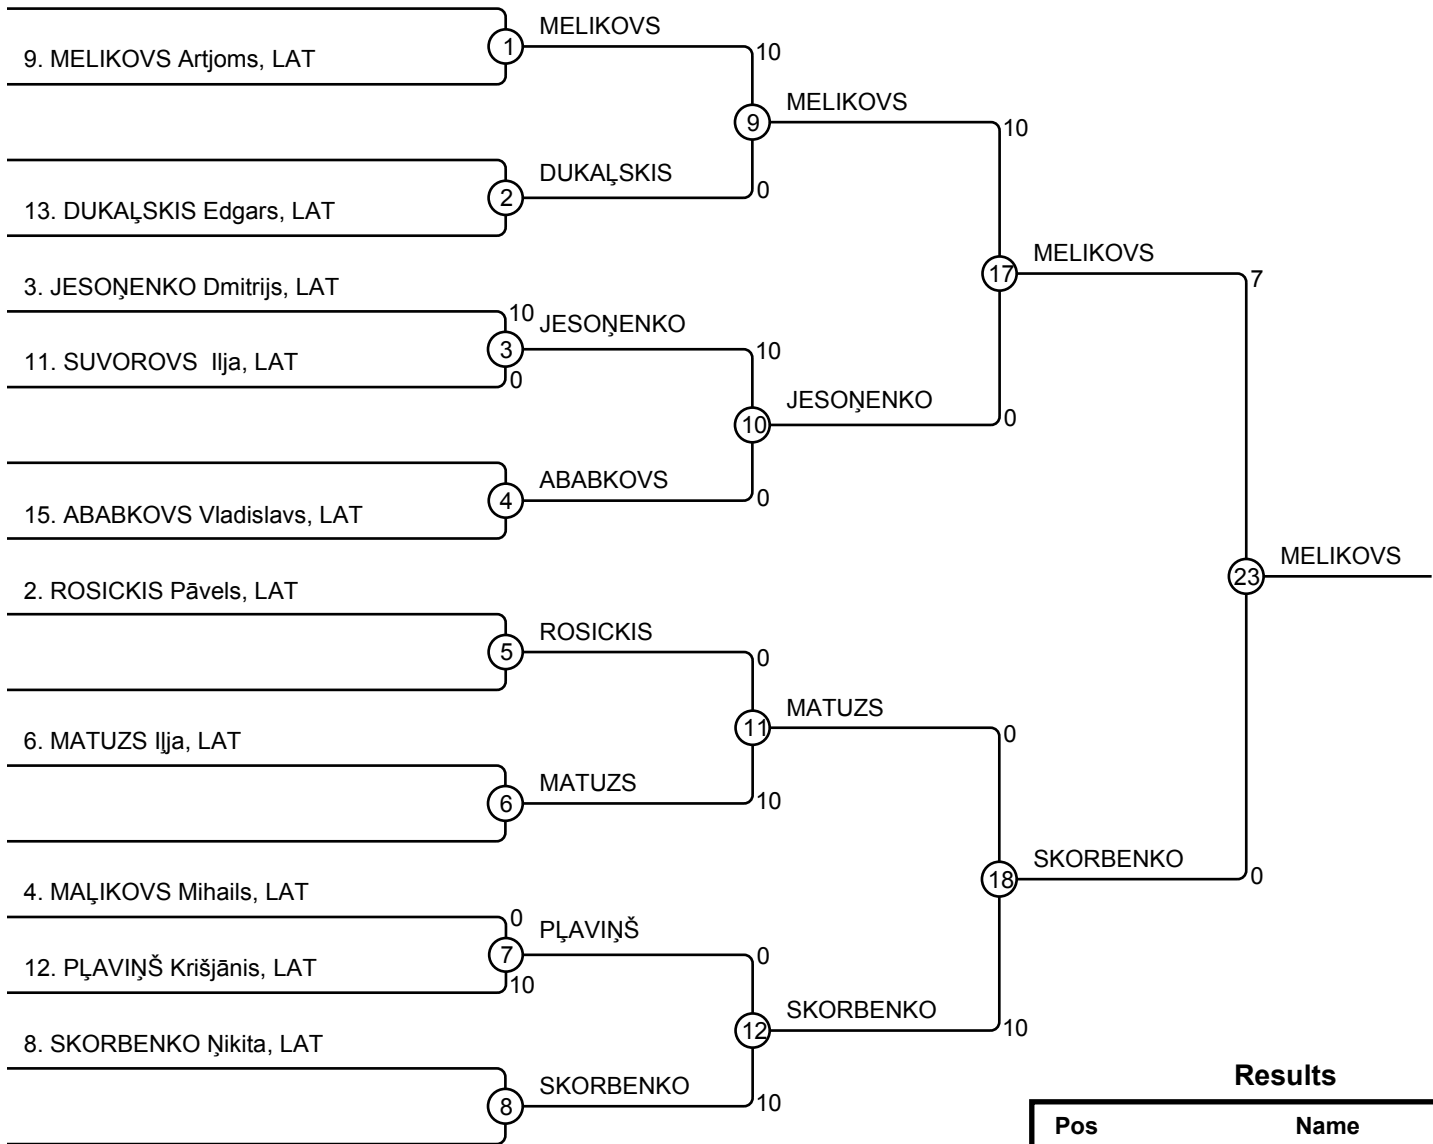 MELIKOVS
9. MELIKOVS Artjoms, LAT
1
10
MELIKOVS
9
10
DUKAĻSKIS
0
2
13. DUKAĻSKIS Edgars, LAT
MELIKOVS
17
7
3. JESOŅENKO Dmitrijs, LAT
10
JESOŅENKO
3
10
11. SUVOROVS Ilja, LAT
0
JESOŅENKO
10
0
ABABKOVS
4
0
15. ABABKOVS Vladislavs, LAT
MELIKOVS
23
2. ROSICKIS Pāvels, LAT
ROSICKIS
5
0
MATUZS
11
0
6. MATUZS Iļja, LAT
MATUZS
6
10
SKORBENKO
18
0
4. MAĻIKOVS Mihails, LAT
0
PĻAVIŅŠ
7
0
12. PĻAVIŅŠ Krišjānis, LAT
10
SKORBENKO
12
10
8. SKORBENKO Ņikita, LAT
SKORBENKO
8
10
Results
Pos Name